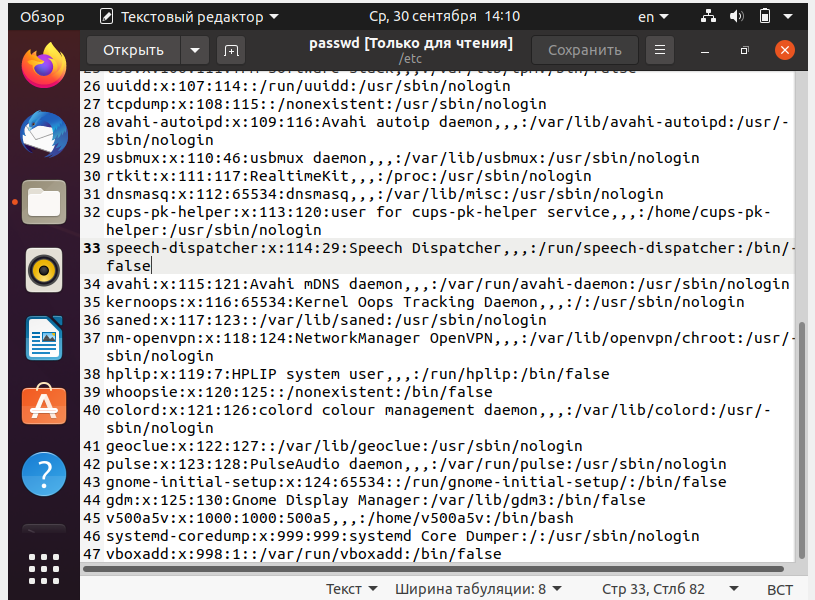 Обзор
Текстовый редактор
Ср, 30 сентября 14:10
en
Открыть
passwd [Только для чтения]
/etc
Сохранить
26 uuidd:x:107:114::/run/uuidd:/usr/sbin/nologin
27 tcpdump:x:108:115::/nonexistent:/usr/sbin/nologin
28 avahi-autoipd:x:109:116:Avahi autoip daemon,,,:/var/lib/avahi-autoipd:/usr/-
sbin/nologin
29 usbmux:x:110:46:usbmux daemon,,,:/var/lib/usbmux:/usr/sbin/nologin
30 rtkit:x:111:117:RealtimeKit,,,:/proc:/usr/sbin/nologin
31 dnsmasq:x:112:65534:dnsmasq,,,:/var/lib/misc:/usr/sbin/nologin
32 cups-pk-helper:x:113:120:user for cups-pk-helper service,,,:/home/cups-pk-
helper:/usr/sbin/nologin
33 speech-dispatcher:x:114:29:Speech Dispatcher,,,:/run/speech-dispatcher:/bin/-
false
34 avahi:x:115:121:Avahi mDNS daemon,,,:/var/run/avahi-daemon:/usr/sbin/nologin
35 kernoops:x:116:65534:Kernel Oops Tracking Daemon,,,:/:/usr/sbin/nologin
36 saned:x:117:123::/var/lib/saned:/usr/sbin/nologin
37 nm-openvpn:x:118:124:NetworkManager OpenVPN,,,:/var/lib/openvpn/chroot:/usr/-
sbin/nologin
38 hplip:x:119:7:HPLIP system user,,,:/run/hplip:/bin/false
39 whoopsie:x:120:125::/nonexistent:/bin/false
40 colord:x:121:126:colord colour management daemon,,,:/var/lib/colord:/usr/-
sbin/nologin
41 geoclue:x:122:127::/var/lib/geoclue:/usr/sbin/nologin
42 pulse:x:123:128:PulseAudio daemon,,,:/var/run/pulse:/usr/sbin/nologin
43 gnome-initial-setup:x:124:65534::/run/gnome-initial-setup/:/bin/false
44 gdm:x:125:130:Gnome Display Manager:/var/lib/gdm3:/bin/false
45 v500a5v:x:1000:1000:500a5,,,:/home/v500a5v:/bin/bash
46 systemd-coredump:x:999:999:systemd Core Dumper:/:/usr/sbin/nologin
47 vboxadd:x:998:1::/var/run/vboxadd:/bin/false
Текст
Ширина табуляции: 8
Стр 33, Стлб 82
ВСТ